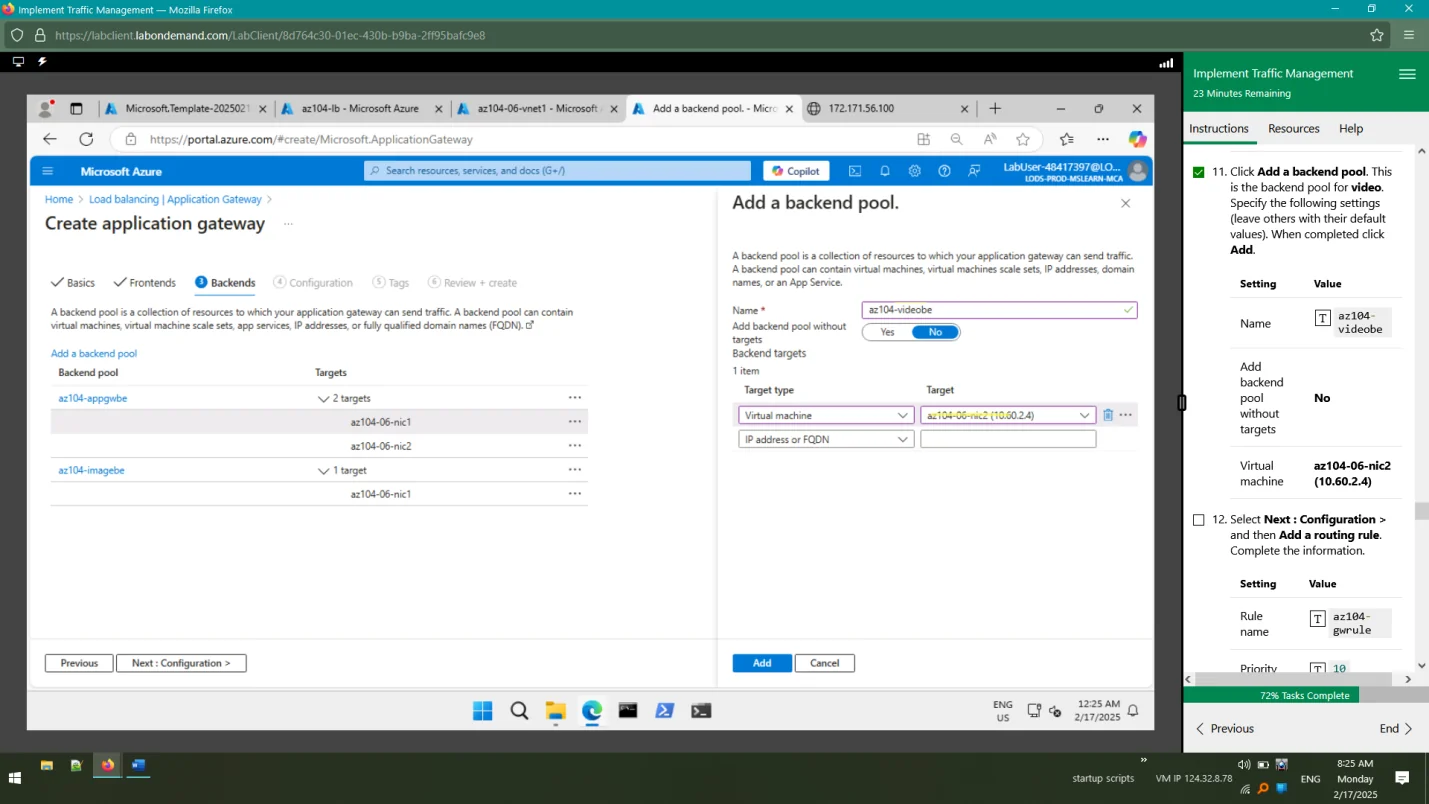 Implement Traffic Management — Mozilla Firefox
https://labclient.labondemand.com/LabClient/8d764c30-01ec-430b-b9ba-2ff95bafc9e8
Microsoft.Template-2025021
az104-lb - Microsoft Azure
az104-06-vnet1 - Microsoft A
Add a backend pool. - Micro
172.171.56.100
https://portal.azure.com/#create/Microsoft.ApplicationGateway
Microsoft Azure
Search resources, services, and docs (G+/)
Copilot
LabUser-48417397@LO...
LODS-PROD-MSLEARN-MCA
Home > Load balancing | Application Gateway >
Create application gateway ...
Basics
Frontends
3 Backends
4 Configuration
5 Tags
6 Review + create
A backend pool is a collection of resources to which your application gateway can send traffic. A backend pool can contain
virtual machines, virtual machine scale sets, app services, IP addresses, or fully qualified domain names (FQDN).
Add a backend pool
Backend pool Targets
az104-appgwbe 2 targets
az104-06-nic1
az104-06-nic2
az104-imagebe 1 target
az104-06-nic1
Previous
Next : Configuration >
Add a backend pool.
A backend pool is a collection of resources to which your application gateway can send traffic.
A backend pool can contain virtual machines, virtual machines scale sets, IP addresses, domain
names, or an App Service.
Name * az104-videobe
Add backend pool without
targets
Yes No
Backend targets
1 item
Target type Target
Virtual machine az104-06-nic2 (10.60.2.4)
IP address or FQDN
Add
Cancel
ENG
US
12:25 AM
2/17/2025
Implement Traffic Management
23 Minutes Remaining
Instructions Resources Help
11. Click Add a backend pool. This
is the backend pool for video.
Specify the following settings
(leave others with their default
values). When completed click
Add.
Setting Value
Name
T az104-
videobe
Add
backend
pool
without
targets
No
Virtual
machine
az104-06-nic2
(10.60.2.4)
12. Select Next : Configuration >
and then Add a routing rule.
Complete the information.
Setting Value
Rule
name
T az104-
gwrule
Priority T 10
72% Tasks Complete
< Previous
End >
startup scripts
VM IP 124.32.8.78
ENG
8:25 AM
Monday
2/17/2025